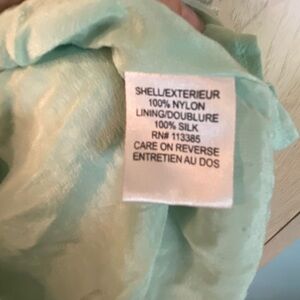 SHELL/EXTERIEUR
100% NYLON
LINING/DOUBLURE
100% SILK
RN# 113385
CARE ON REVERSE
ENTRETIEN AU DOS